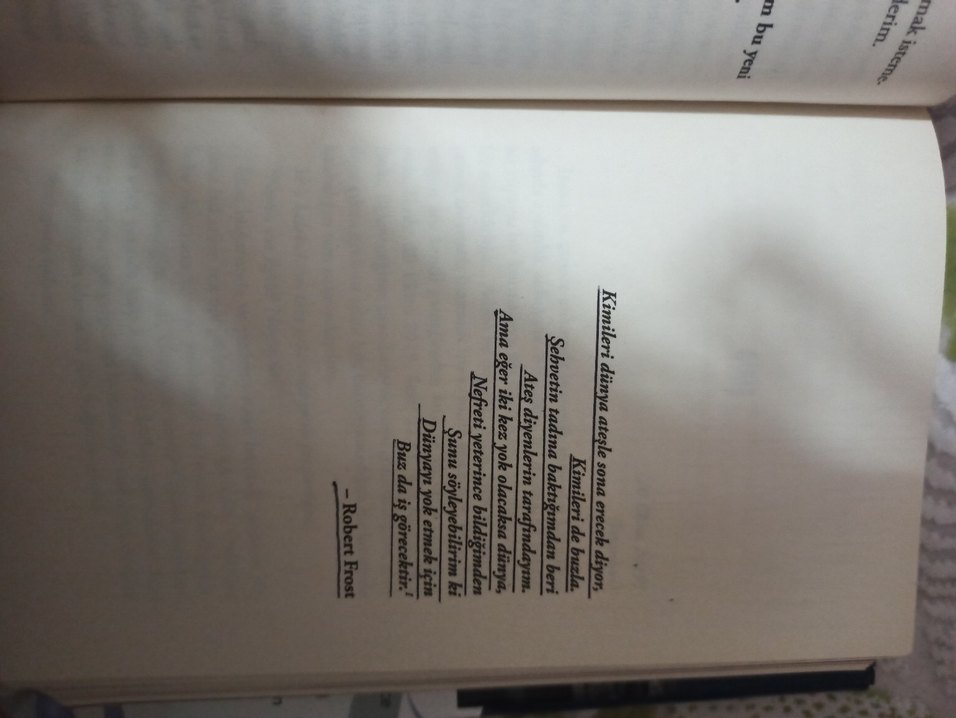 mak isteme.
lerim.
m bu yeni
Kimileri dünya ateşle sona erecek diyor,
Kimileri de buzla.
Şehvetin tadına baktığımdan beri
Ateş diyenlerin tarafındayım.
Ama eğer iki kez yok olacaksa dünya,
Nefreti yeterince bildiğimden
Şunu söyleyebilirim ki
Dünyayı yok etmek için
Buz da iş görecektir.¹
– Robert Frost